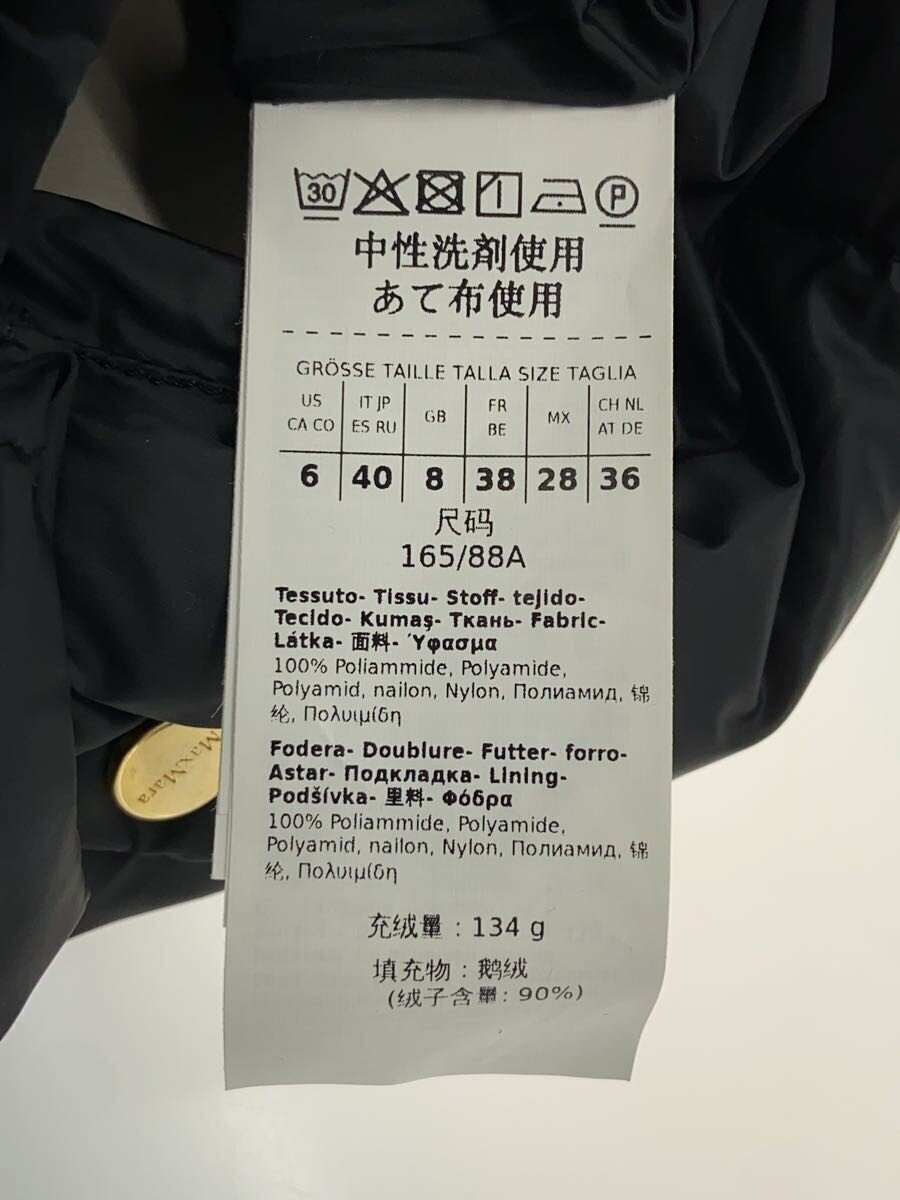 30
P
中性洗剤使用
あて布使用
GRÖSSE TAILLE TALLA SIZE TAGLIA
US CA CO
IT JP ES RU
GB
FR BE
MX
CH NL AT DE
6 40 8 38 28 36
尺码
165/88A
Tessuto- Tissu- Stoff- tejido-
Tecido- Kumaş- Ткань- Fabric-
Látka- 面料- Ύφασμα
100% Poliammide, Polyamide,
Polyamid, nailon, Nylon, Полиамид, 锦
纶, Πολυιμίδη
Fodera- Doublure- Futter- forro-
Astar- Подкладка- Lining-
Podšívka- 里料- Φόδρα
100% Poliammide, Polyamide,
Polyamid, nailon, Nylon, Полиамид, 锦
纶, Πολυιμίδη
充绒量 : 134 g
填充物 : 鹅绒
(绒子含量: 90%)
MaxMara